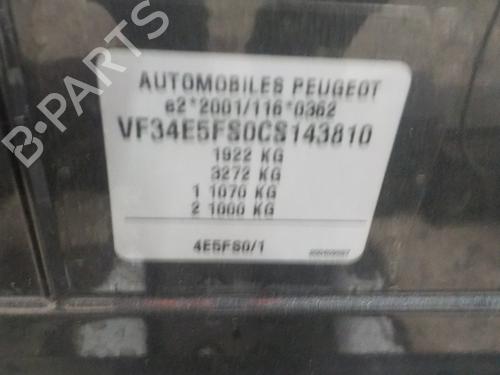 B-PARTS
AUTOMOBILES PEUGEOT
e2*2001/116*0362
VF34E5FS0CS143810
1922 KG
3272 KG
1 1070 KG
2 1000 KG
4E5FS0/1